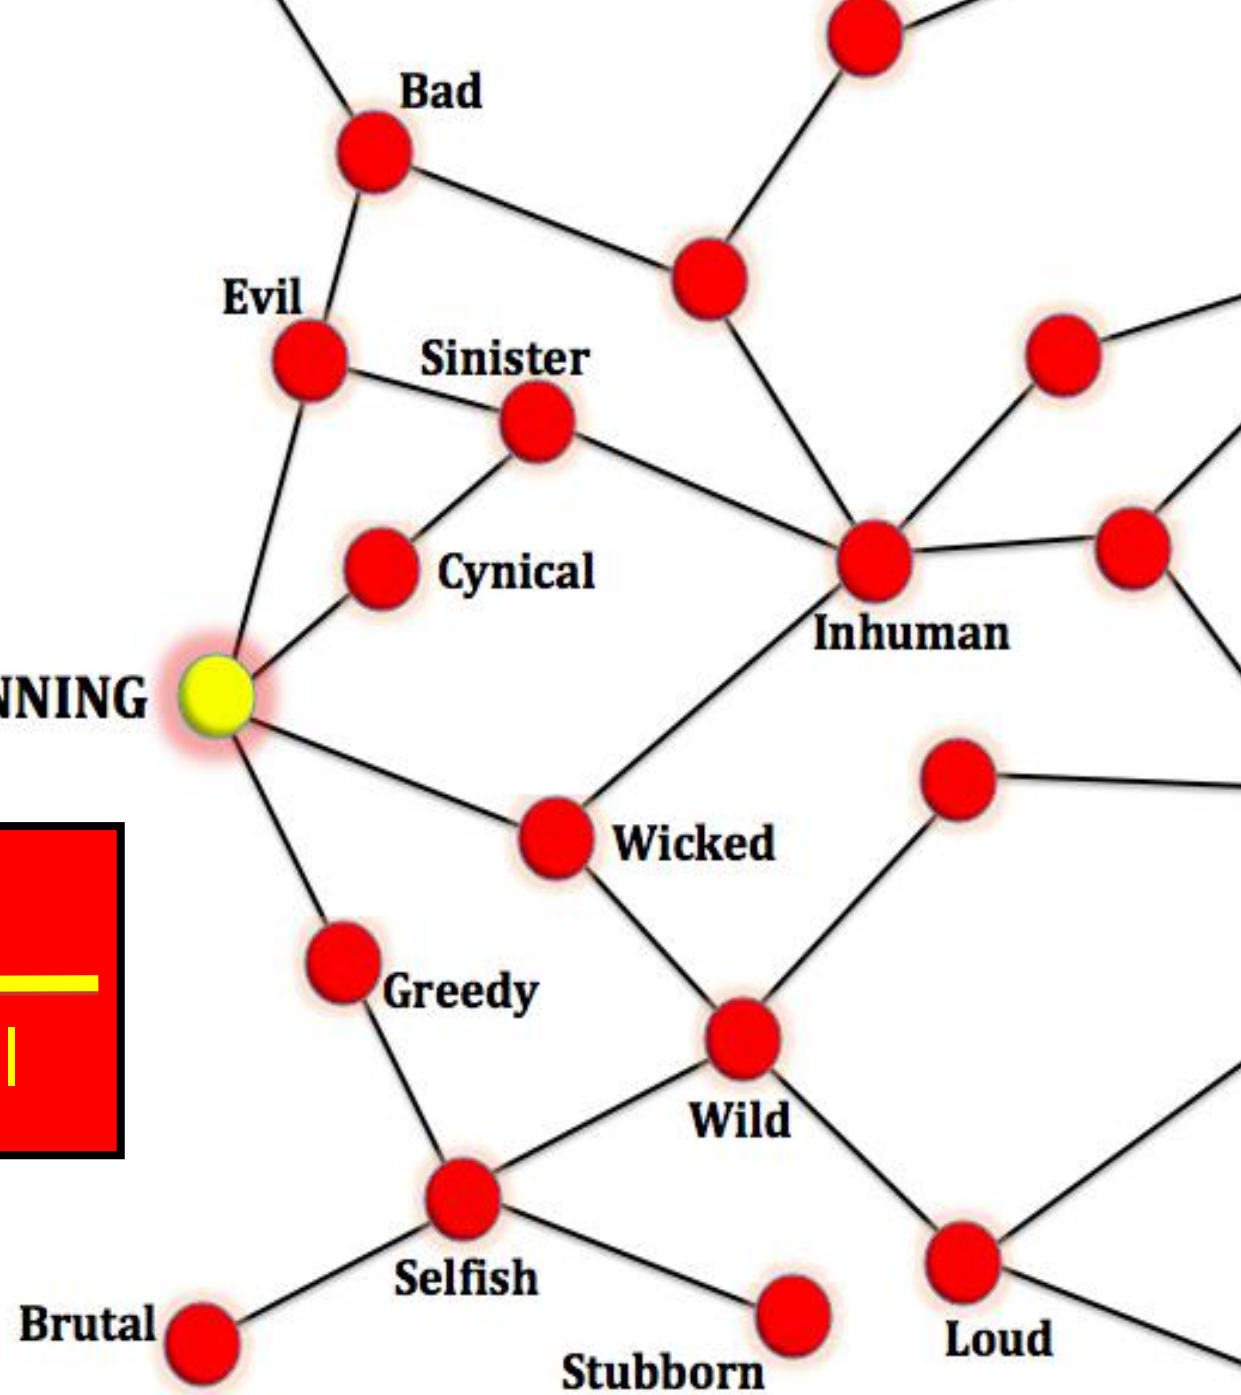 Bad
Evil
Sinister
Cynical
Inhuman
NNING
Wicked
Greedy
Wild
Selfish
Brutal
Loud
Stubborn